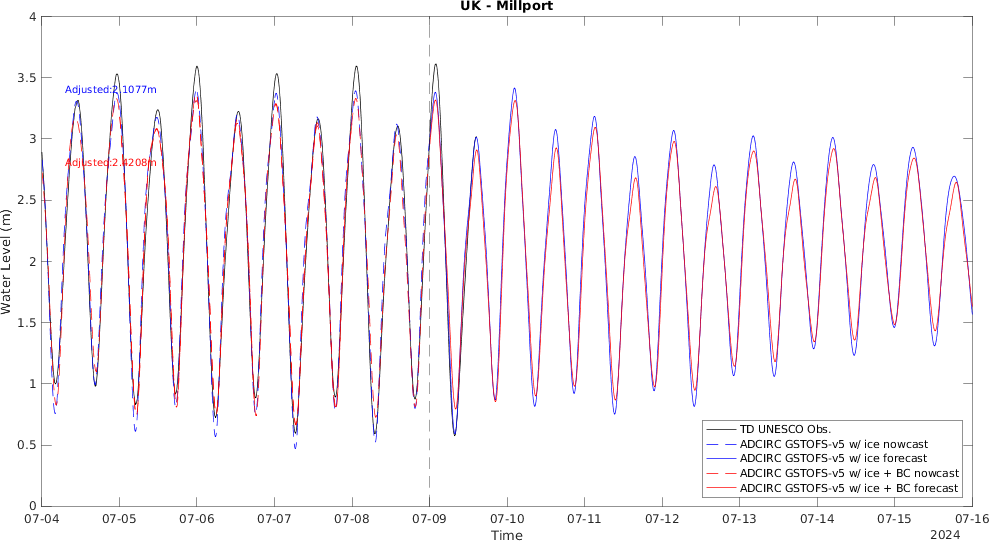 UK - Millport
4
3.5
3
2.5
2
1.5
1
0.5
0
Water Level (m)
Adjusted:2.1077m
Adjusted:2.4208m
TD UNESCO Obs.
ADCIRC GSTOFS-v5 w/ ice nowcast
ADCIRC GSTOFS-v5 w/ ice forecast
ADCIRC GSTOFS-v5 w/ ice + BC nowcast
ADCIRC GSTOFS-v5 w/ ice + BC forecast
07-04 07-05 07-06 07-07 07-08 07-09 07-10 07-11 07-12 07-13 07-14 07-15 07-16
Time
2024